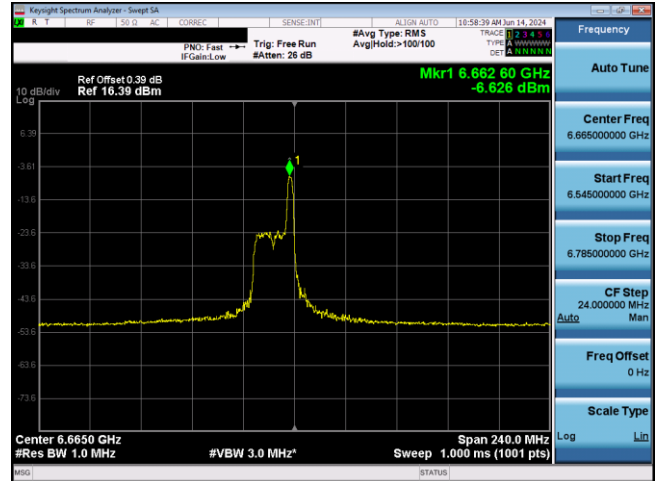 Keysight Spectrum Analyzer - Swept SA
LXI R T RF 50 Ω AC CORREC SENSE:INT ALIGN AUTO 10:58:39 AM Jun 14, 2024
PNO: Fast
IFGain:Low
Trig: Free Run
#Atten: 26 dB
#Avg Type: RMS
Avg|Hold:>100/100
TRACE 1 2 3 4 5 6
TYPE A WWWWW
DET A N N N N N
Mkr1 6.662 60 GHz
-6.626 dBm
Ref Offset 0.39 dB
10 dB/div Ref 16.39 dBm
Log
6.39
-3.61
-13.6
-23.6
-33.6
-43.6
-53.6
-63.6
-73.6
1
Center 6.6650 GHz Span 240.0 MHz
#Res BW 1.0 MHz #VBW 3.0 MHz* Sweep 1.000 ms (1001 pts)
MSG STATUS
Frequency
Auto Tune
Center Freq
6.665000000 GHz
Start Freq
6.545000000 GHz
Stop Freq
6.785000000 GHz
CF Step
24.000000 MHz
Auto Man
Freq Offset
0 Hz
Scale Type
Log Lin